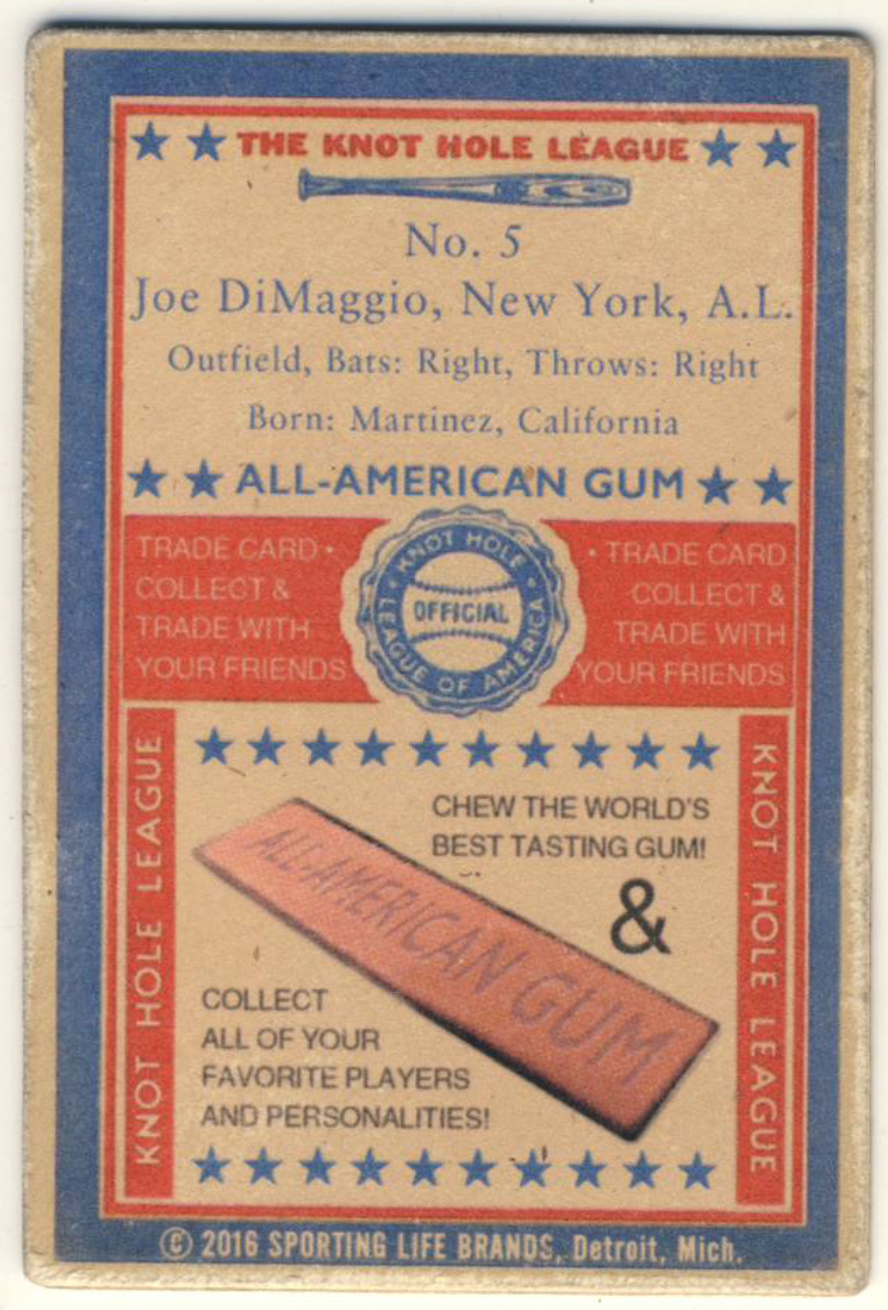 THE KNOT HOLE LEAGUE
No. 5
Joe DiMaggio, New York, A.L.
Outfield, Bats: Right, Throws: Right
Born: Martinez, California
ALL-AMERICAN GUM
TRADE CARD •
COLLECT &
TRADE WITH
YOUR FRIENDS
KNOT HOLE
LEAGUE OF AMERICA
OFFICIAL
• TRADE CARD
COLLECT &
TRADE WITH
YOUR FRIENDS
KNOT HOLE LEAGUE
CHEW THE WORLD'S
BEST TASTING GUM!
&
ALL-AMERICAN GUM
COLLECT
ALL OF YOUR
FAVORITE PLAYERS
AND PERSONALITIES!
KNOT HOLE LEAGUE
© 2016 SPORTING LIFE BRANDS, Detroit, Mich.